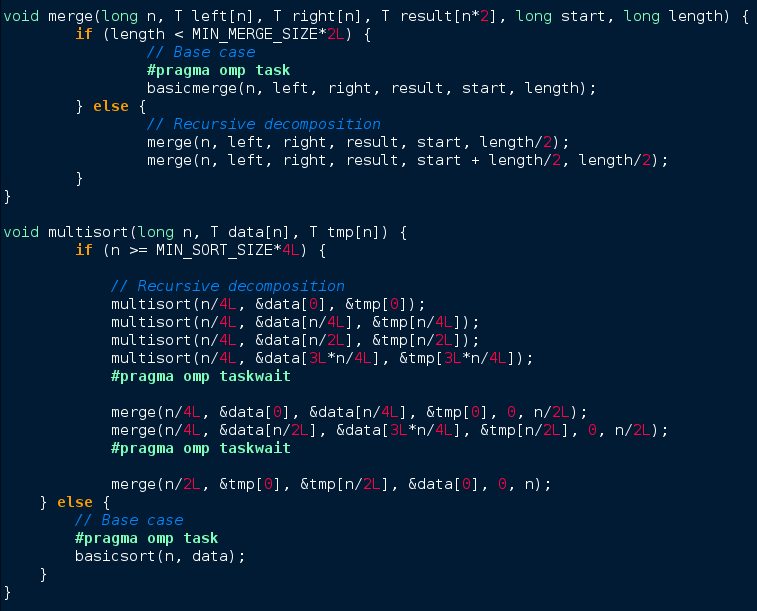 void merge(long n, T left[n], T right[n], T result[n*2], long start, long length) {
if (length < MIN_MERGE_SIZE*2L) {
// Base case
#pragma omp task
basicmerge(n, left, right, result, start, length);
} else {
// Recursive decomposition
merge(n, left, right, result, start, length/2);
merge(n, left, right, result, start + length/2, length/2);
}
}
void multisort(long n, T data[n], T tmp[n]) {
if (n >= MIN_SORT_SIZE*4L) {
// Recursive decomposition
multisort(n/4L, &data[0], &tmp[0]);
multisort(n/4L, &data[n/4L], &tmp[n/4L]);
multisort(n/4L, &data[n/2L], &tmp[n/2L]);
multisort(n/4L, &data[3L*n/4L], &tmp[3L*n/4L]);
#pragma omp taskwait
merge(n/4L, &data[0], &data[n/4L], &tmp[0], 0, n/2L);
merge(n/4L, &data[n/2L], &data[3L*n/4L], &tmp[n/2L], 0, n/2L);
#pragma omp taskwait
merge(n/2L, &tmp[0], &tmp[n/2L], &data[0], 0, n);
} else {
// Base case
#pragma omp task
basicsort(n, data);
}
}